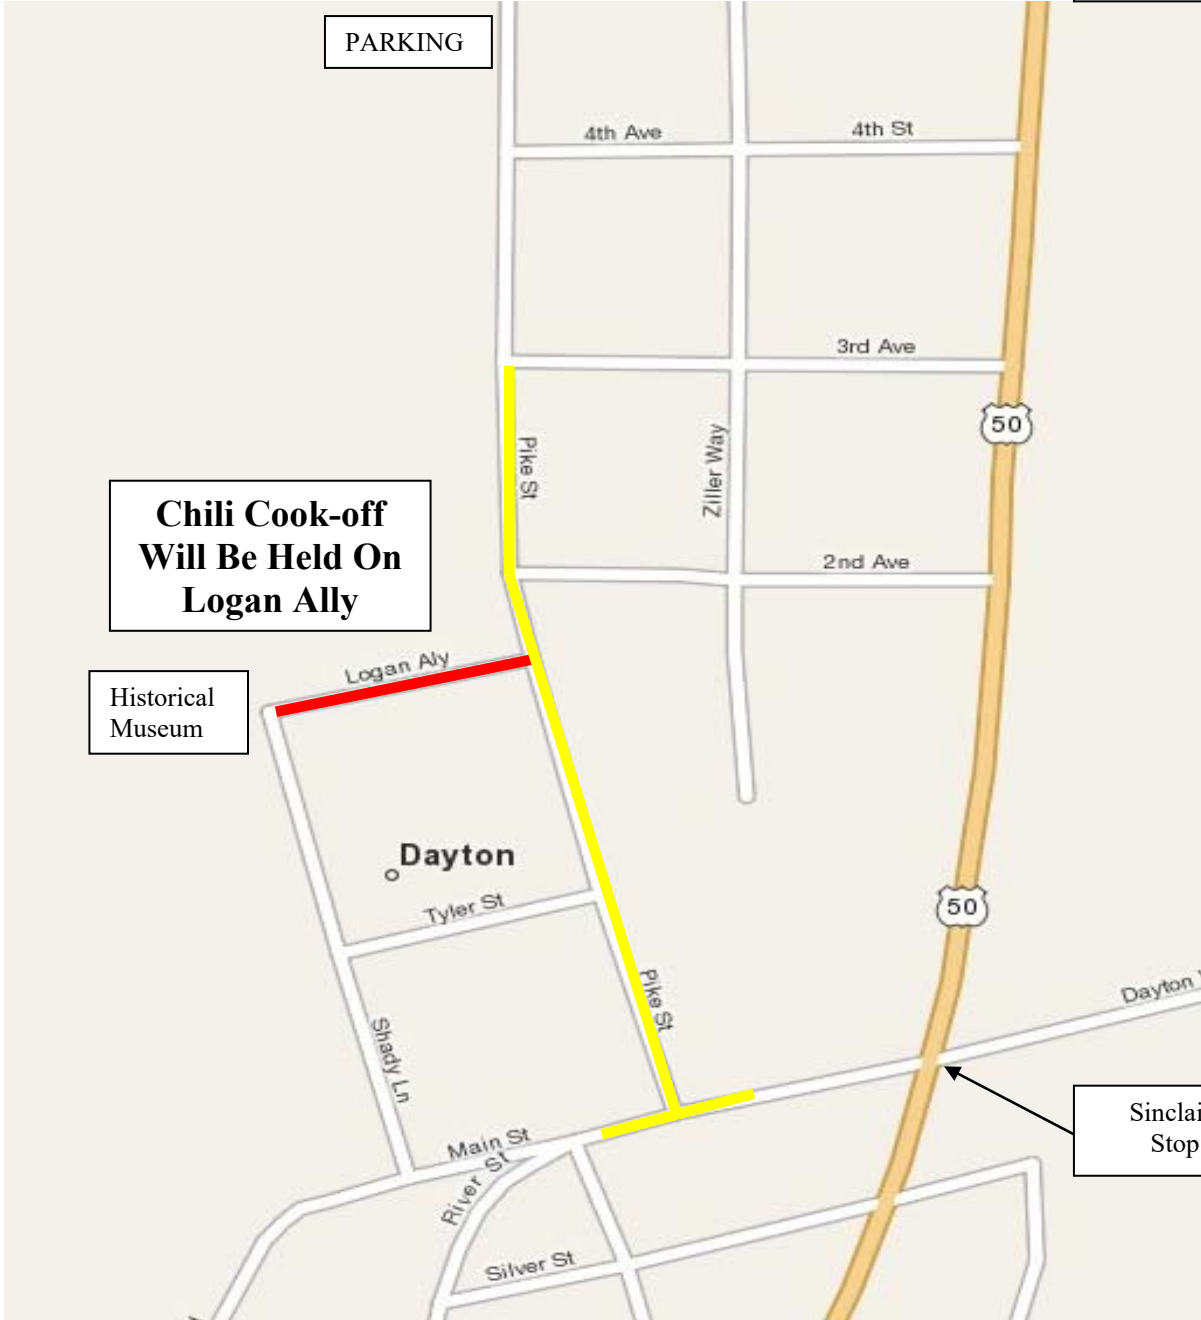 PARKING
4th Ave
4th St
3rd Ave
50
Pike St
Ziller Way
Chili Cook-off
Will Be Held On
Logan Ally
2nd Ave
Logan Aly
Historical
Museum
Dayton
Tyler St
50
Pike St
Dayton
Shady Ln
Sinclai
Stop
Main St
River St
Silver St